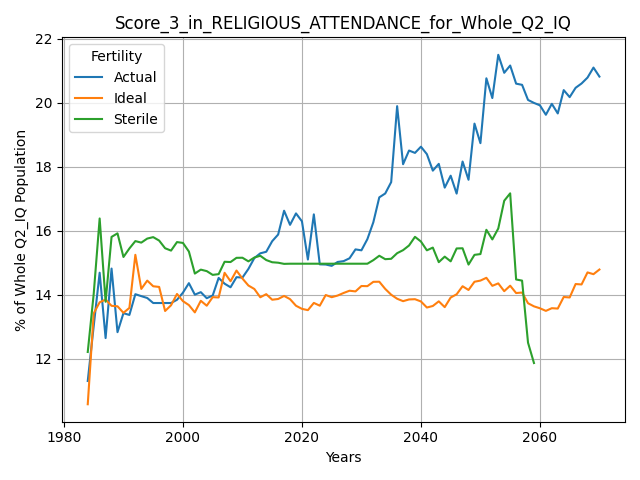 Score_3_in_RELIGIOUS_ATTENDANCE_for_Whole_Q2_IQ
Fertility
Actual
Ideal
Sterile
% of Whole Q2_IQ Population
22
20
18
16
14
12
1980
2000
2020
2040
2060
Years